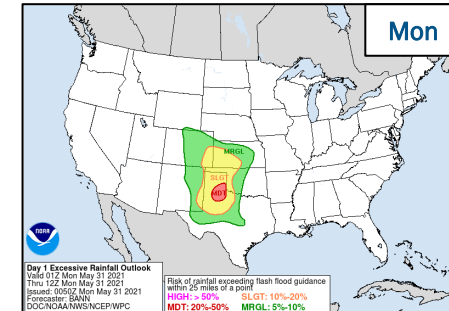 Mon
MRGL
SLGT
MDT
NOAA
Day 1 Excessive Rainfall Outlook
Valid 01Z Mon May 31 2021
Thru 12Z Mon May 31 2021
Issued: 0050Z Mon May 31 2021
Forecaster: BANN
DOC/NOAA/NWS/NCEP/WPC
Risk of rainfall exceeding flash flood guidance
within 25 miles of a point
HIGH: > 50% SLGT: 10%-20%
MDT: 20%-50% MRGL: 5%-10%